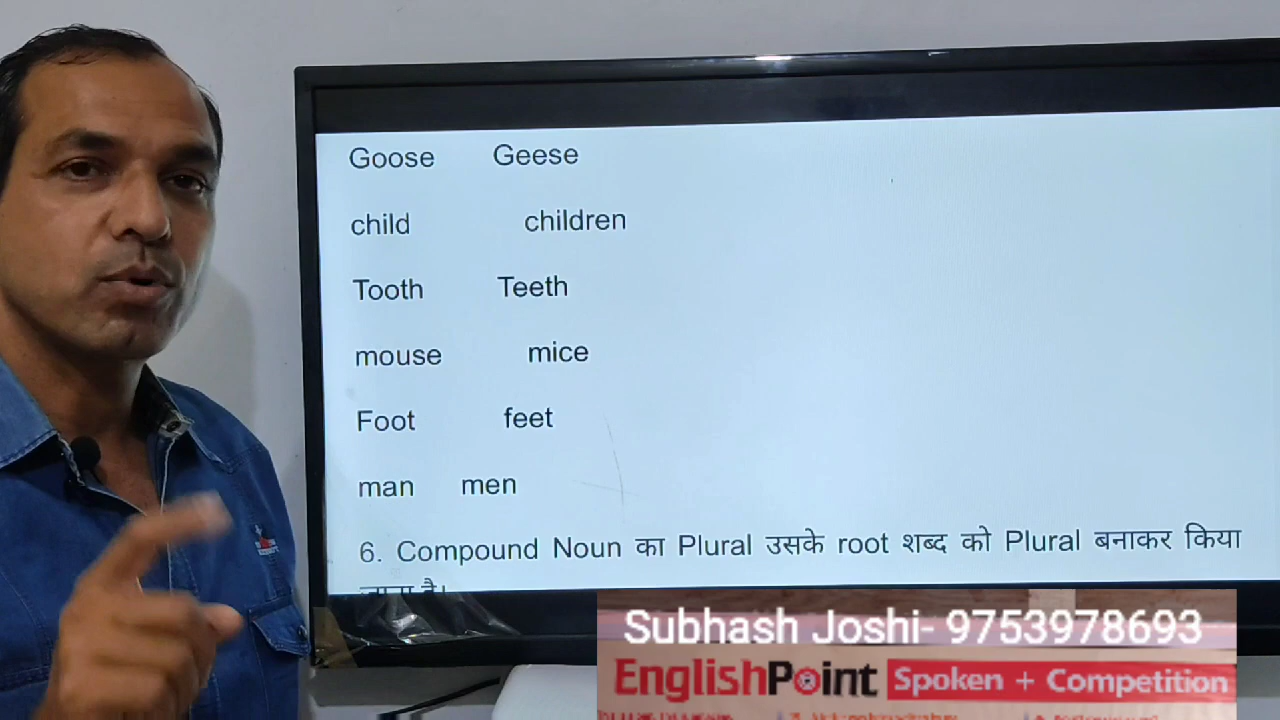 Goose Geese
child children
Tooth Teeth
mouse mice
Foot feet
man men
6. Compound Noun का Plural उसके root शब्द को Plural बनाकर किया
Subhash Joshi- 9753978693
EnglishPoint Spoken + Competition